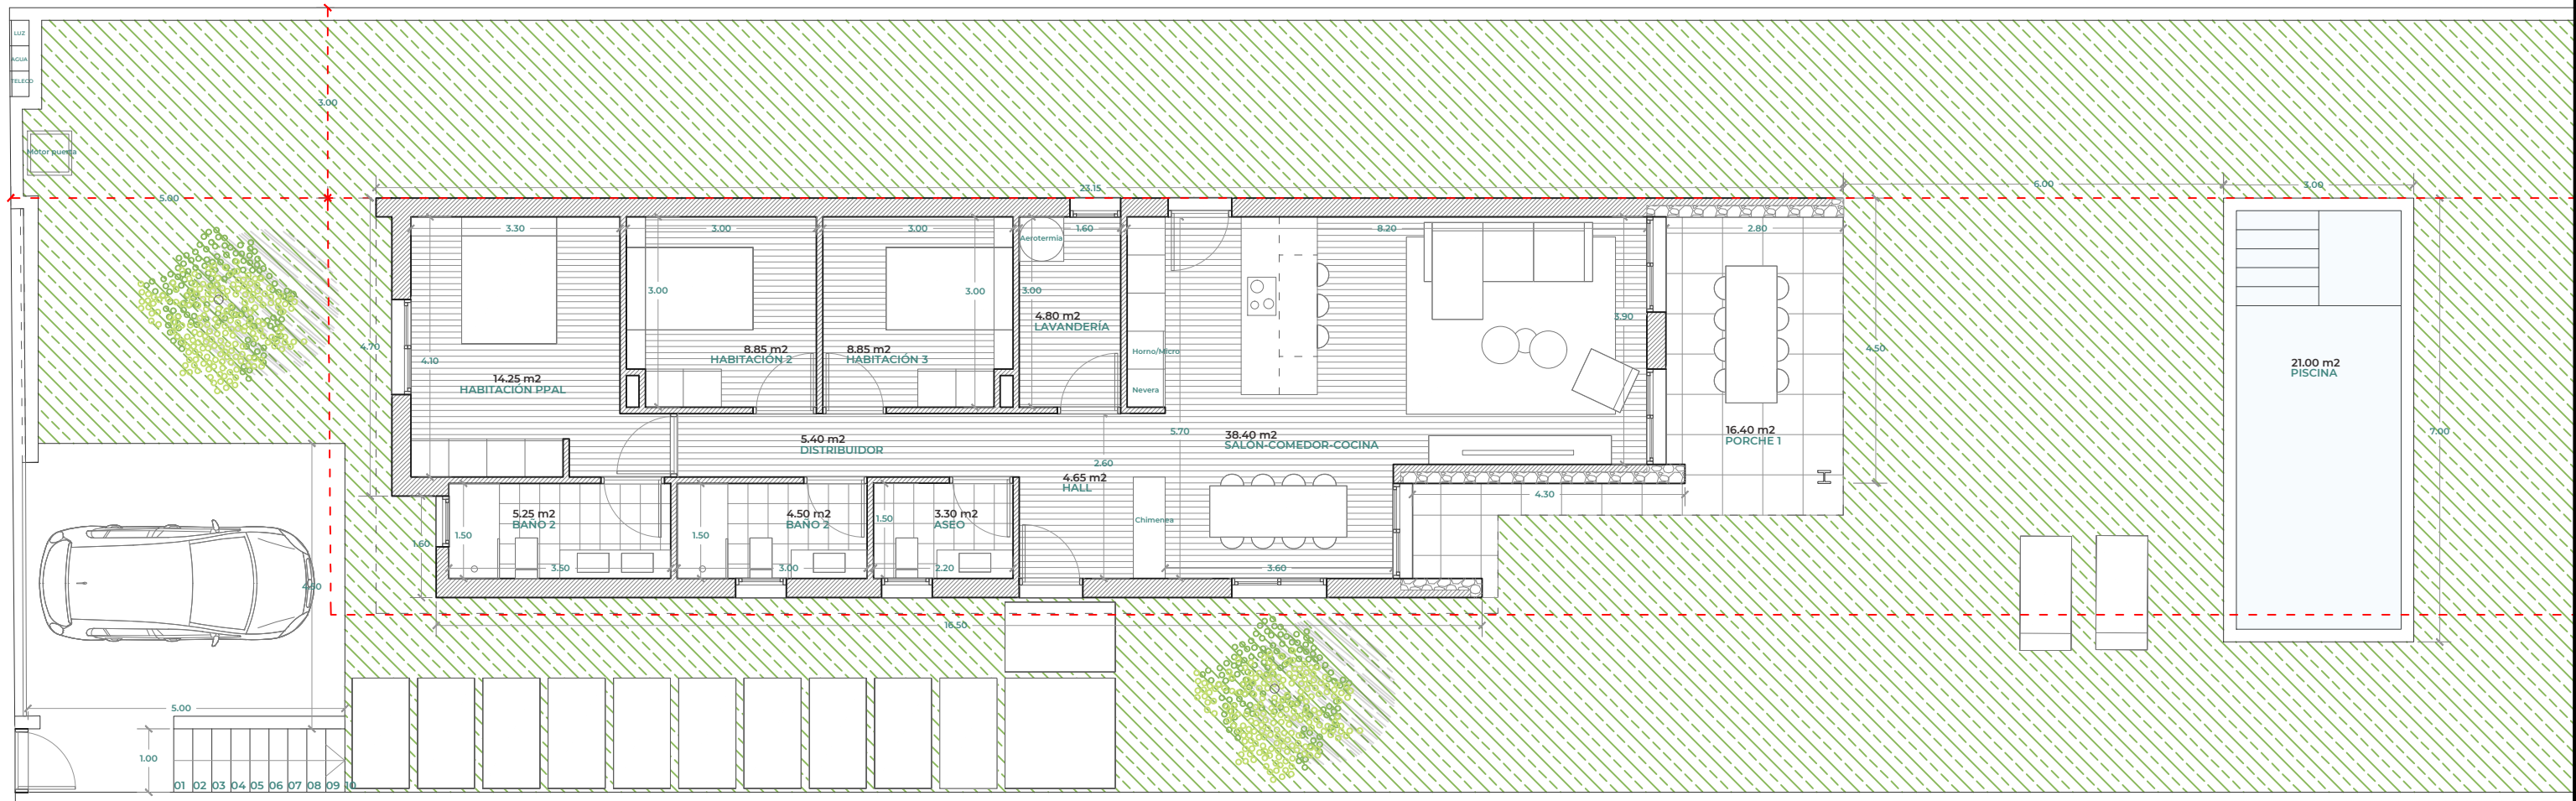 LUZ
AGUA
TELECO
3.00
Motor puerta
5.00
23.15
6.00
3.00
3.30
3.00
3.00
Aerotermia
1.60
8.20
2.80
3.00
3.00
3.00
4.80 m2
LAVANDERÍA
3.90
4.70
4.10
8.85 m2
HABITACIÓN 2
8.85 m2
HABITACIÓN 3
Horno/Micro
4.50
14.25 m2
HABITACIÓN PPAL
Nevera
21.00 m2
PISCINA
5.40 m2
DISTRIBUIDOR
5.70
38.40 m2
SALÓN-COMEDOR-COCINA
16.40 m2
PORCHE 1
7.00
2.60
4.65 m2
HALL
4.30
5.25 m2
BAÑO 2
4.50 m2
BAÑO 2
1.50
3.30 m2
ASEO
Chimenea
1.60
1.50
1.50
3.50
3.00
2.20
3.60
4.60
16.50
5.00
1.00
01 02 03 04 05 06 07 08 09 10